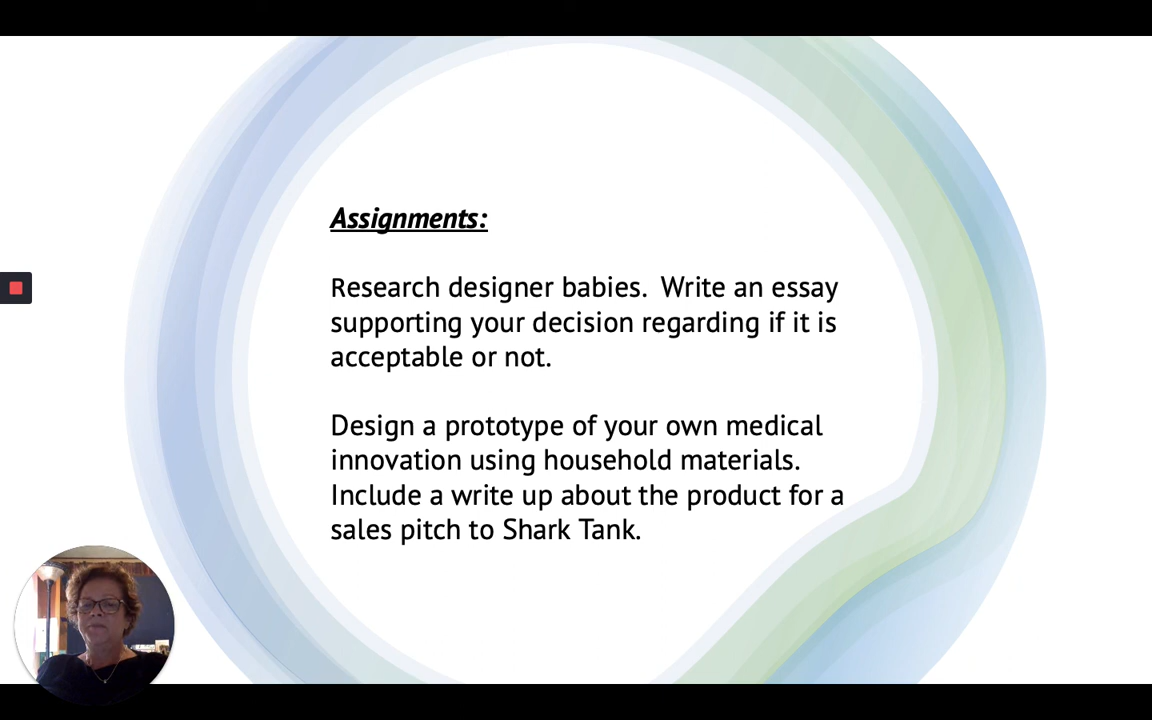 Assignments:
Research designer babies.  Write an essay
supporting your decision regarding if it is
acceptable or not.
Design a prototype of your own medical
innovation using household materials.
Include a write up about the product for a
sales pitch to Shark Tank.